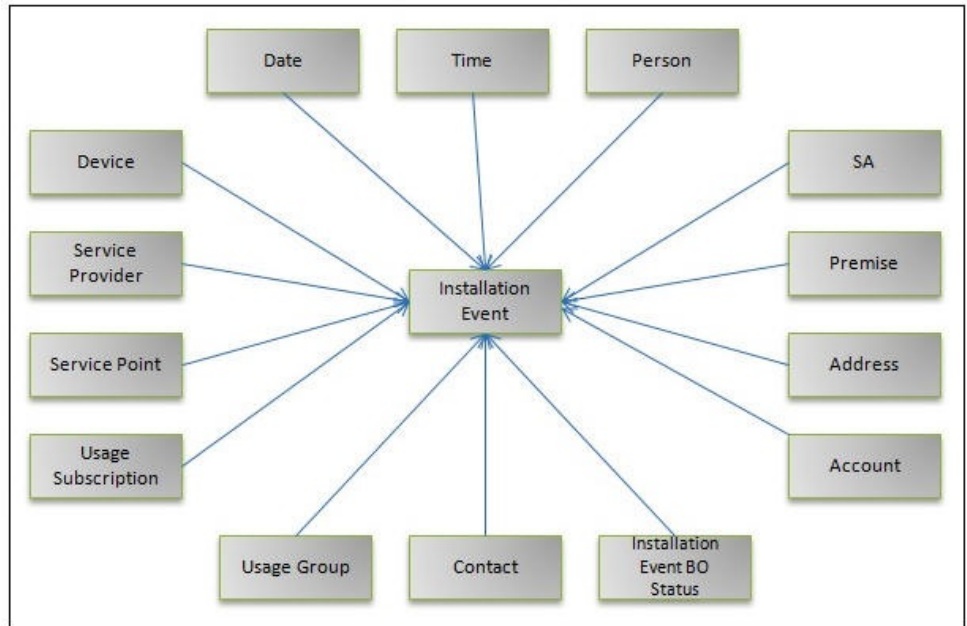 Date
Time
Person
Device
SA
Service
Provider
Premise
Installation
Event
Service Point
Address
Usage
Subscription
Account
Usage Group
Contact
Installation
Event BO
Status